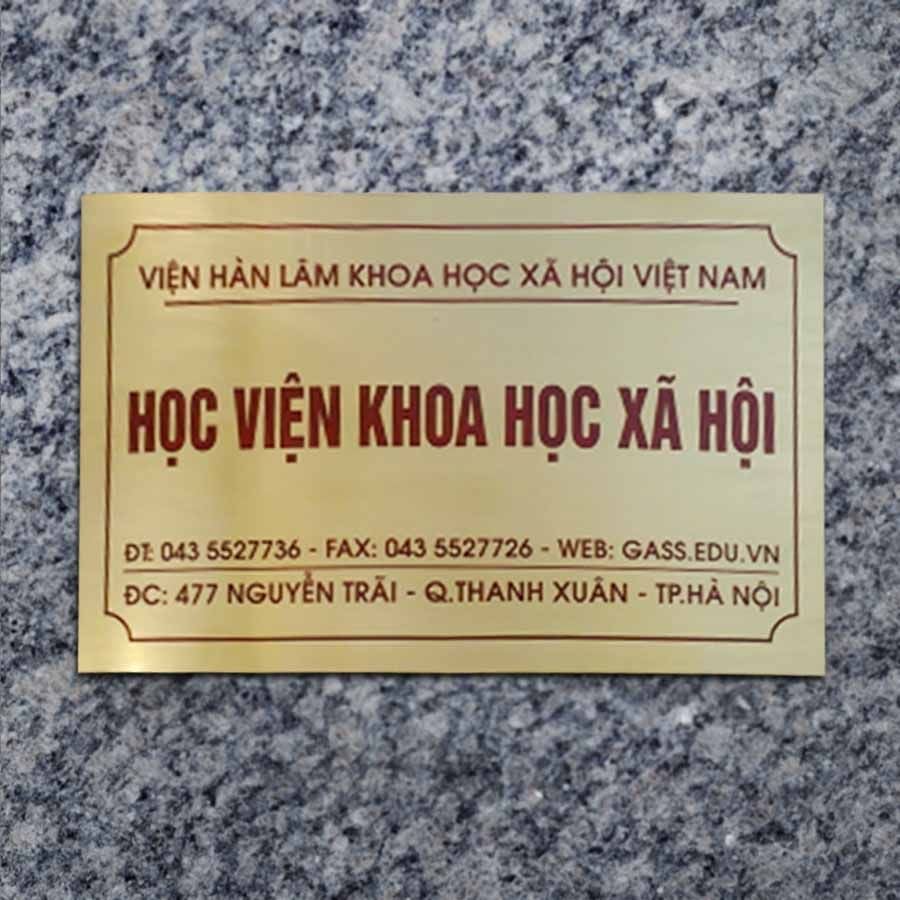 VIỆN HÀN LÂM KHOA HỌC XÃ HỘI VIỆT NAM
HỌC VIỆN KHOA HỌC XÃ HỘI
ĐT: 043 5527736 - FAX: 043 5527726 - WEB: GASS.EDU.VN
ĐC: 477 NGUYỄN TRÃI - Q.THANH XUÂN - TP.HÀ NỘI